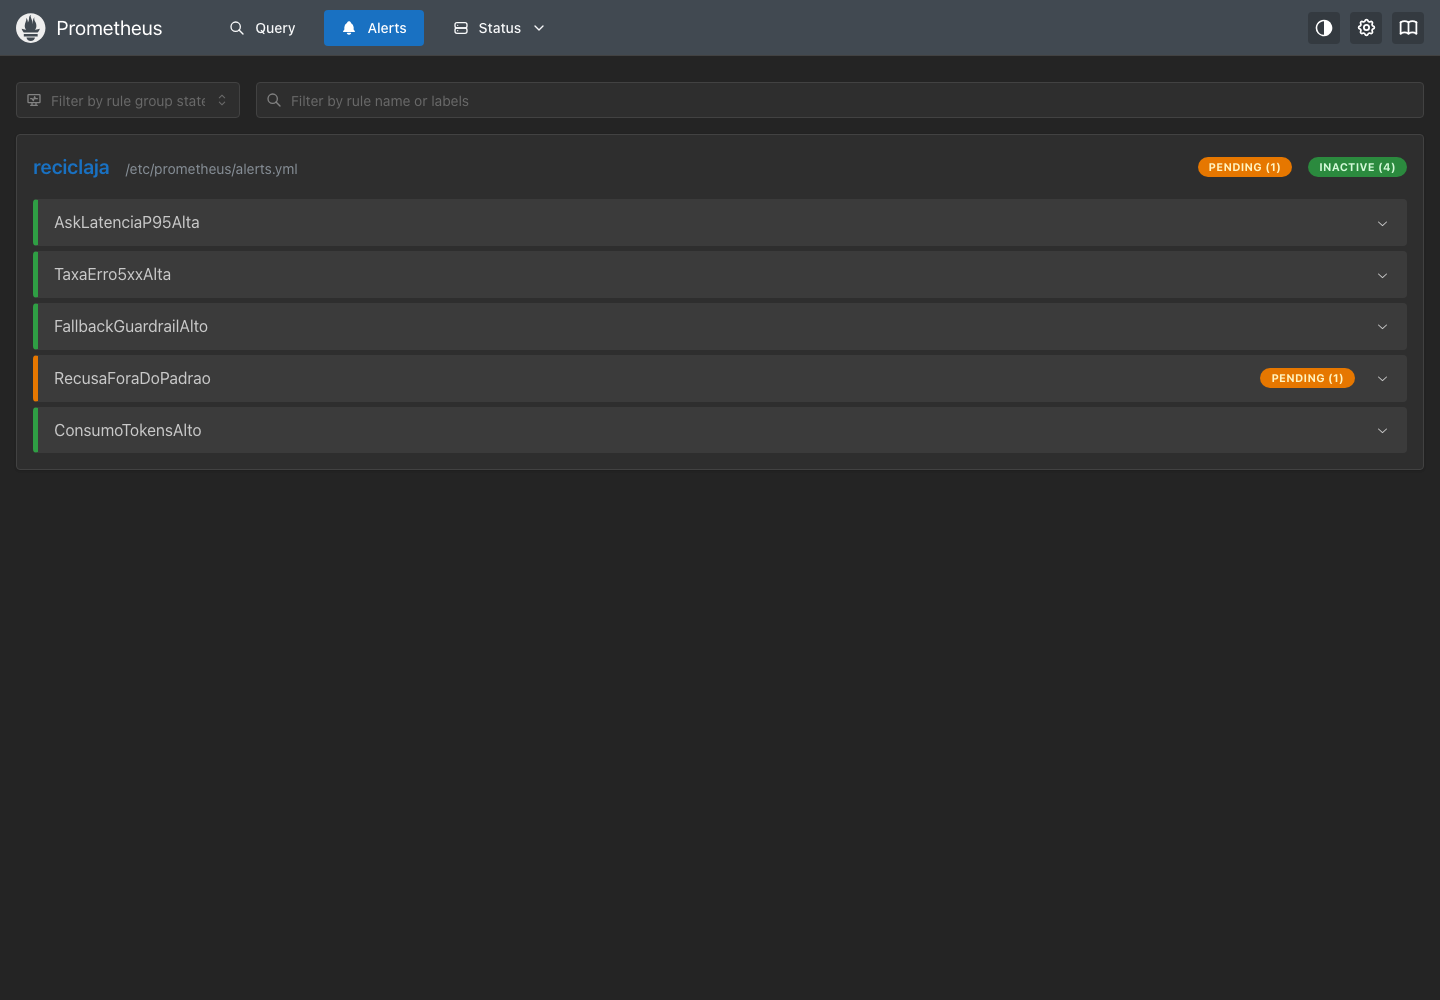 Prometheus Query Alerts Status
Filter by rule group state Filter by rule name or labels
reciclaja /etc/prometheus/alerts.yml PENDING (1) INACTIVE (4)
AskLatenciaP95Alta
TaxaErro5xxAlta
FallbackGuardrailAlto
RecusaForaDoPadrao PENDING (1)
ConsumoTokensAlto